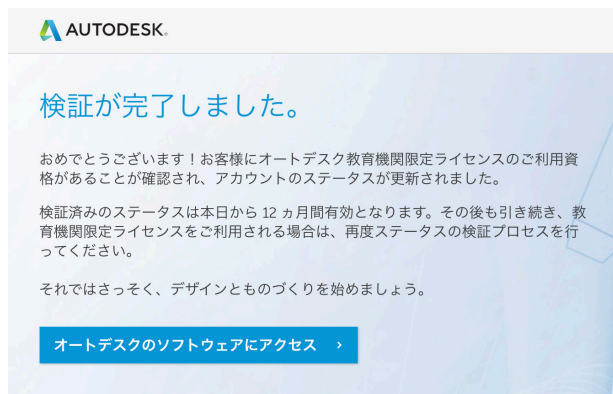 AUTODESK.
検証が完了しました。
おめでとうございます！お客様にオートデスク教育機関限定ライセンスのご利用資
格があることが確認され、アカウントのステータスが更新されました。
検証済みのステータスは本日から 12 ヵ月間有効となります。その後も引き続き、教
育機関限定ライセンスをご利用される場合は、再度ステータスの検証プロセスを行
ってください。
それではさっそく、デザインとものづくりを始めましょう。
オートデスクのソフトウェアにアクセス ›